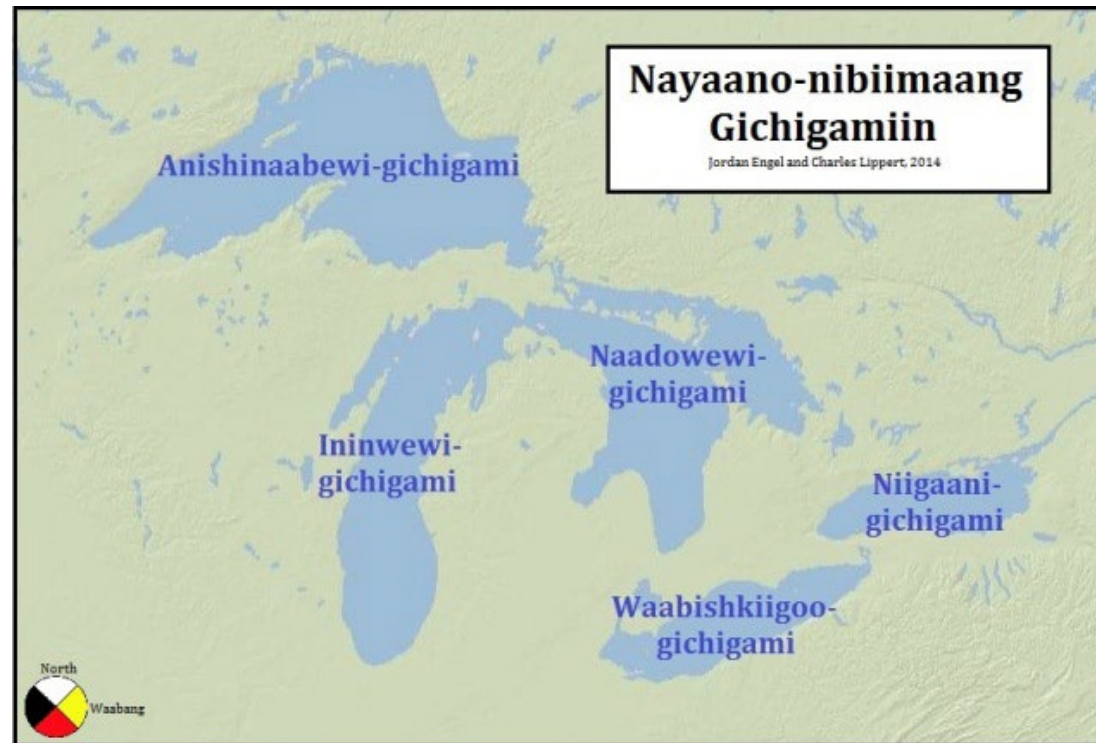 Nayaano-nibiimaang
Gichigamiin
Jordan Engel and Charles Lippert, 2014
Anishinaabewi-gichigami
Naadowewi-
gichigami
Ininwewi-
gichigami
Niigaani-
gichigami
Waabishkiigoo-
gichigami
North
Waabang